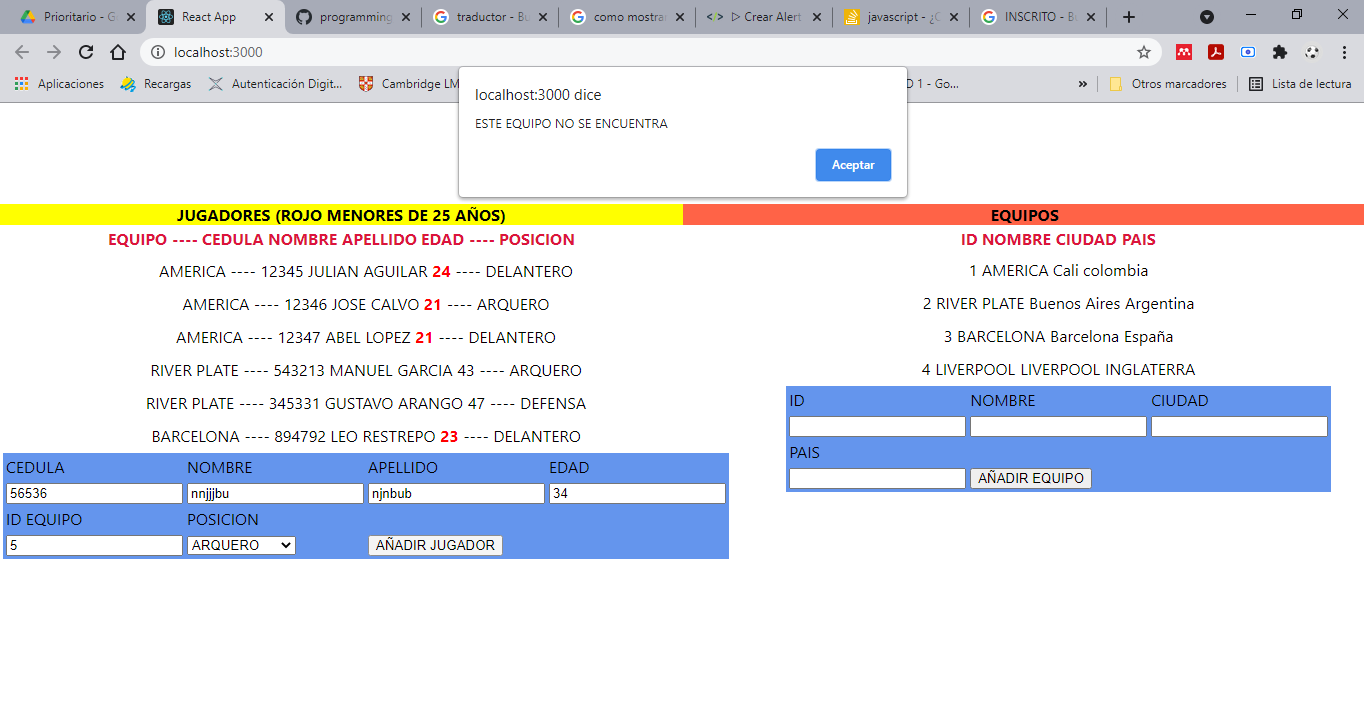 Prioritario - G
React App
programming
traductor - Bu
como mostrar
< > ▷ Crear Alert
javascript - ¿C
INSCRITO - Bu
localhost:3000
Aplicaciones
Recargas
Autenticación Digit...
Cambridge LM
D 1 - Go...
»
Otros marcadores
Lista de lectura
localhost:3000 dice
ESTE EQUIPO NO SE ENCUENTRA
Aceptar
JUGADORES (ROJO MENORES DE 25 AÑOS)
EQUIPO ---- CEDULA NOMBRE APELLIDO EDAD ---- POSICION
AMERICA ---- 12345 JULIAN AGUILAR 24 ---- DELANTERO
AMERICA ---- 12346 JOSE CALVO 21 ---- ARQUERO
AMERICA ---- 12347 ABEL LOPEZ 21 ---- DELANTERO
RIVER PLATE ---- 543213 MANUEL GARCIA 43 ---- ARQUERO
RIVER PLATE ---- 345331 GUSTAVO ARANGO 47 ---- DEFENSA
BARCELONA ---- 894792 LEO RESTREPO 23 ---- DELANTERO
CEDULA NOMBRE APELLIDO EDAD
56536 nnjjjbu njnbub 34
ID EQUIPO POSICION
5 ARQUERO AÑADIR JUGADOR
EQUIPOS
ID NOMBRE CIUDAD PAIS
1 AMERICA Cali colombia
2 RIVER PLATE Buenos Aires Argentina
3 BARCELONA Barcelona España
4 LIVERPOOL LIVERPOOL INGLATERRA
ID NOMBRE CIUDAD
PAIS
AÑADIR EQUIPO